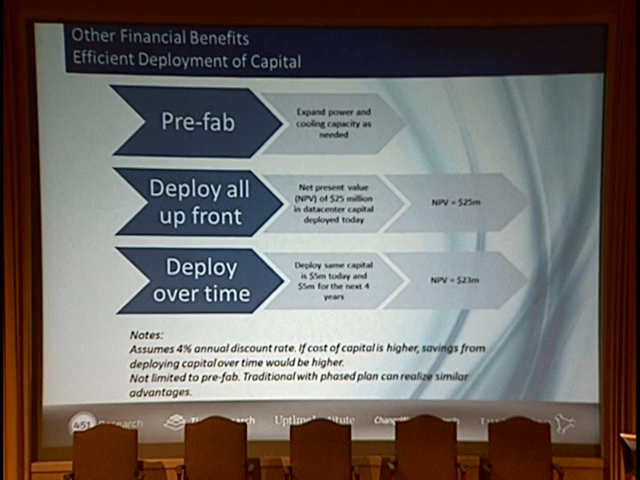 Other Financial Benefits
Efficient Deployment of Capital
Pre-fab
Expand power and
cooling capacity as
needed
Deploy all
up front
Net present value
(NPV) of $25 million
in datacenter capital
deployed today
NPV = $25m
Deploy
over time
Deploy same capital
is $5m today and
$5m for the next 4
years
NPV = $23m
Notes:
Assumes 4% annual discount rate. If cost of capital is higher, savings from
deploying capital over time would be higher.
Not limited to pre-fab. Traditional with phased plan can realize similar
advantages.
451 Research